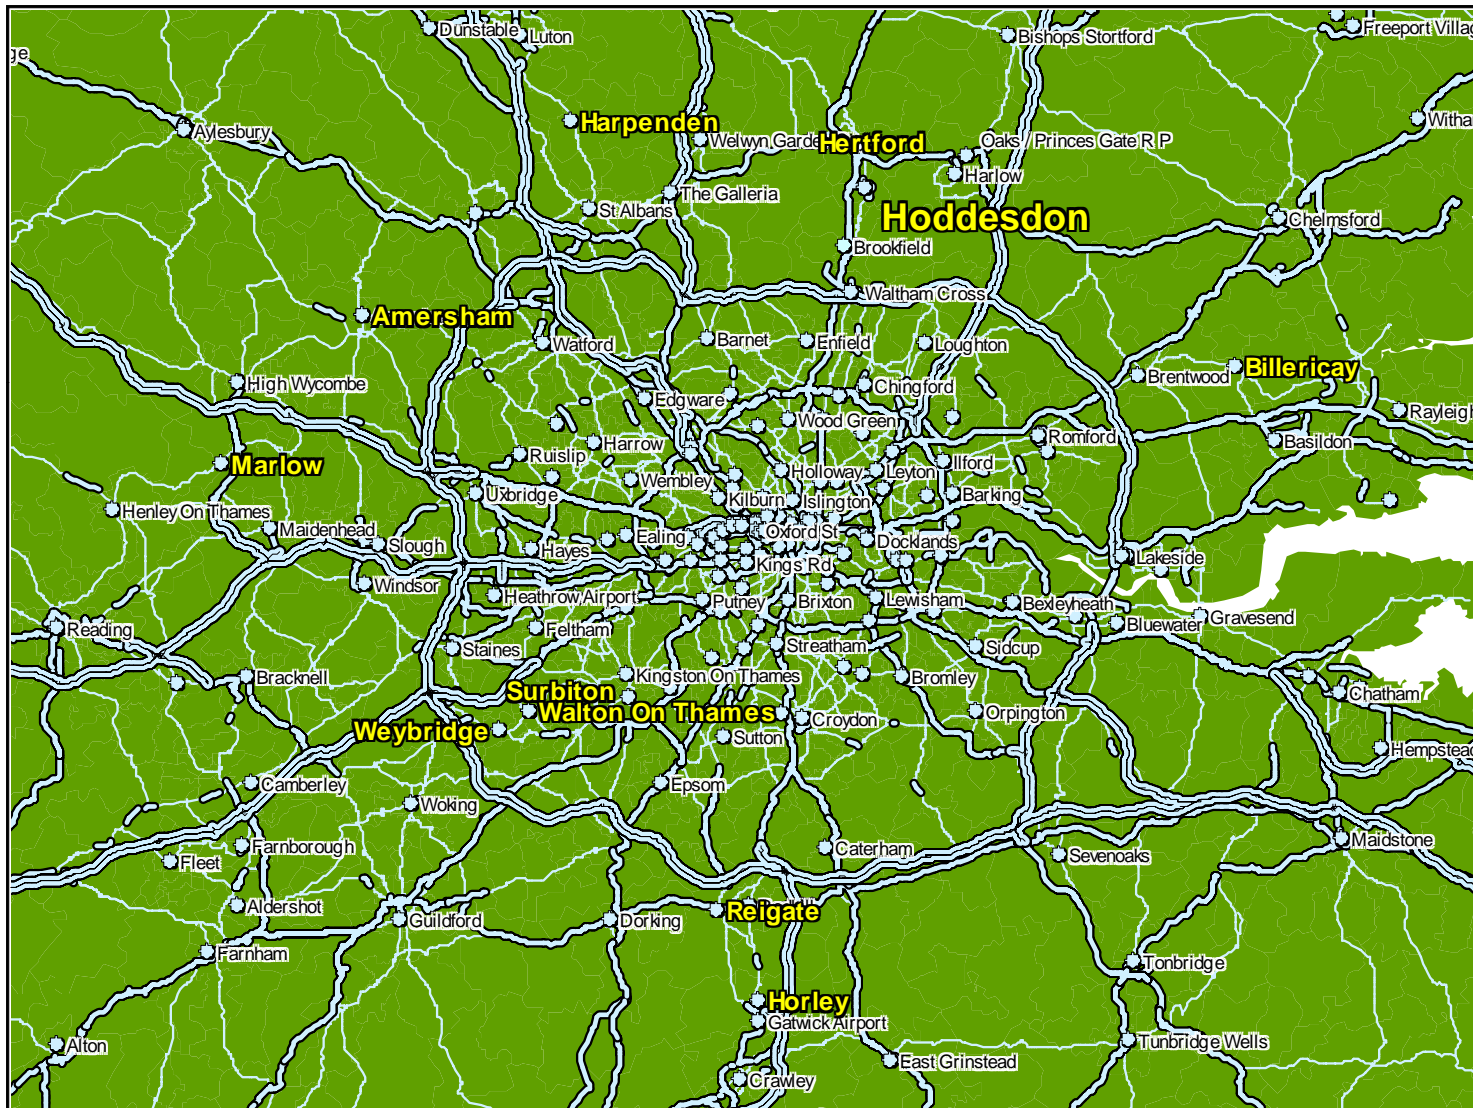 Dunstable
Luton
Bishops Stortford
Freeport Villag
ge
Aylesbury
Harpenden
Welwyn Garde
Hertford
Oaks / Princes Gate R P
Witha
Harlow
The Galleria
St Albans
Hoddesdon
Chelmsford
Brookfield
Waltham Cross
Amersham
Watford
Barnet
Enfield
Loughton
High Wycombe
Chingford
Brentwood
Billericay
Edgware
Rayleigh
Wood Green
Harrow
Romford
Basildon
Ruislip
Marlow
Holloway
Leyton
Ilford
Wembley
Uxbridge
Kilburn
Islington
Barking
Henley On Thames
Maidenhead
Slough
Hayes
Ealing
Oxford St
Docklands
Lakeside
Kings Rd
Windsor
Heathrow Airport
Putney
Brixton
Lewisham
Bexleyheath
Gravesend
Reading
Feltham
Bluewater
Staines
Streatham
Sidcup
Bracknell
Kingston On Thames
Bromley
Chatham
Surbiton
Walton On Thames
Croydon
Orpington
Weybridge
Sutton
Hempstead
Camberley
Epsom
Woking
Farnborough
Caterham
Sevenoaks
Maidstone
Fleet
Aldershot
Guildford
Dorking
Reigate
Farnham
Tonbridge
Horley
Gatwick Airport
Alton
Tunbridge Wells
East Grinstead
Crawley